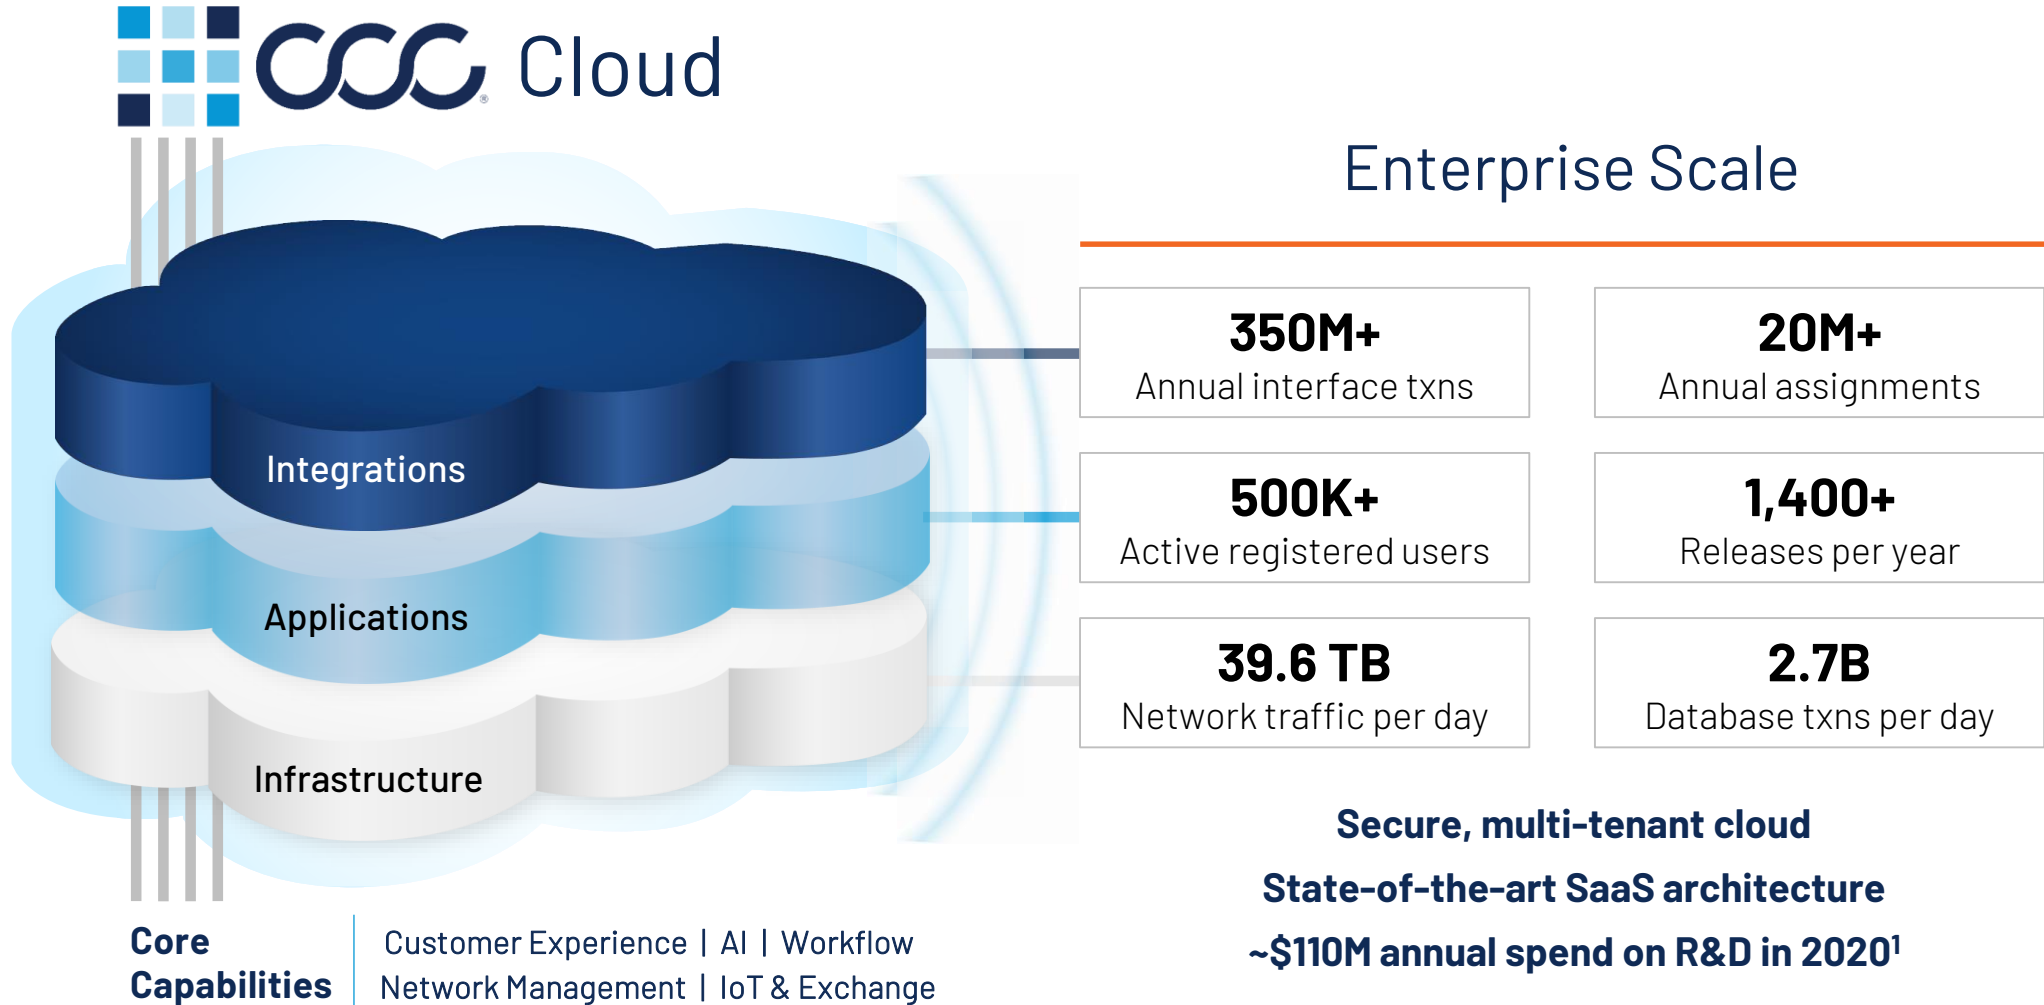 CCC® Cloud
Enterprise Scale
350M+
Annual interface txns
20M+
Annual assignments
500K+
Active registered users
1,400+
Releases per year
39.6 TB
Network traffic per day
2.7B
Database txns per day
Integrations
Applications
Infrastructure
Secure, multi-tenant cloud
State-of-the-art SaaS architecture
~$110M annual spend on R&D in 2020¹
Core
Capabilities
Customer Experience | AI | Workflow
Network Management | IoT & Exchange